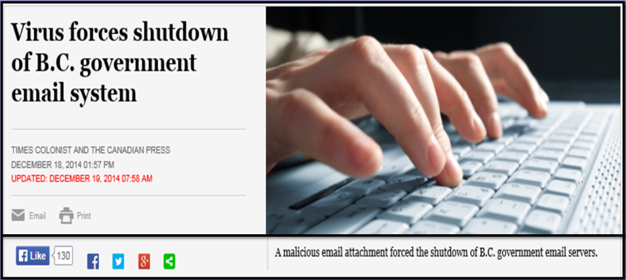 Virus forces shutdown
of B.C. government
email system
TIMES COLONIST AND THE CANADIAN PRESS
DECEMBER 18, 2014 01:57 PM
UPDATED: DECEMBER 19, 2014 07:58 AM
Email Print
f Like 130
f g+
A malicious email attachment forced the shutdown of B.C. government email servers.